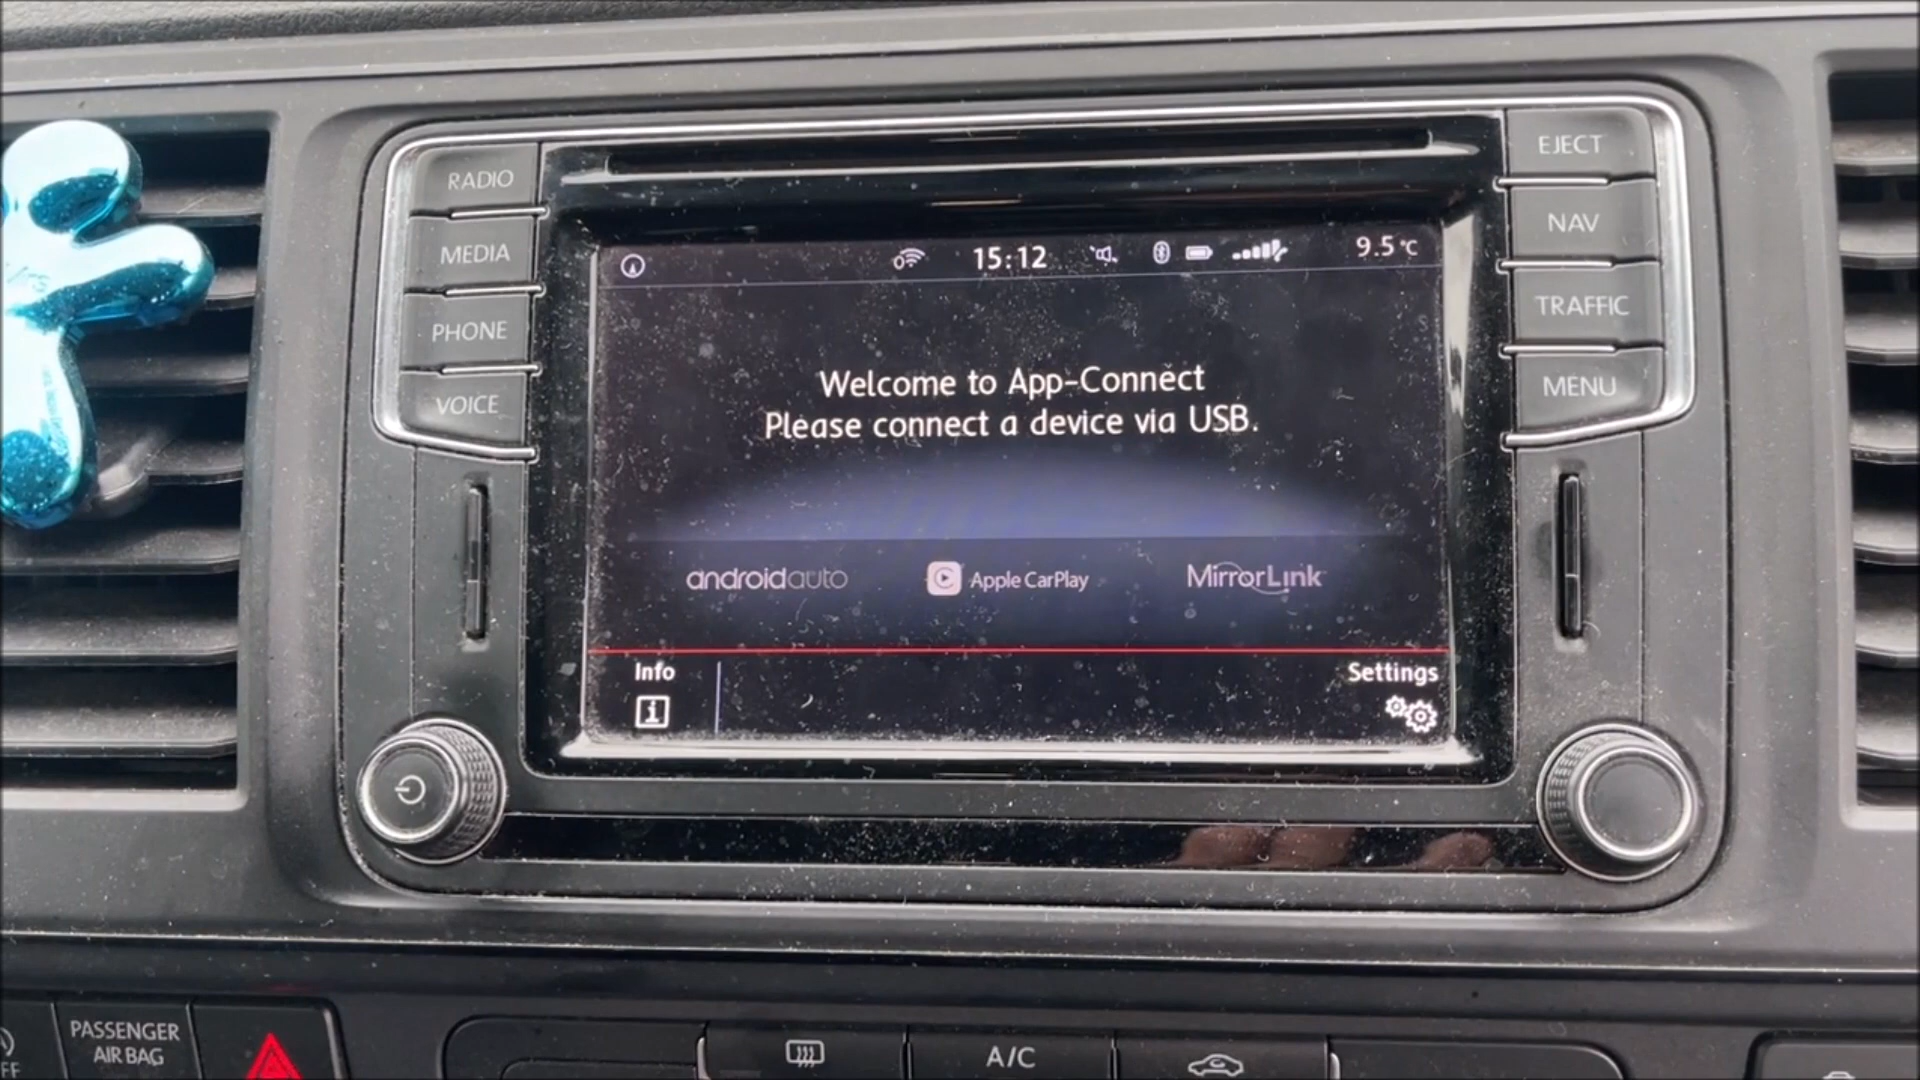 RADIO
MEDIA
PHONE
VOICE
EJECT
NAV
TRAFFIC
MENU
15:12
9.5°C
Welcome to App-Connect
Please connect a device via USB.
androidauto
Apple CarPlay
MirrorLink
Info
Settings
i
PASSENGER
AIR BAG
A/C